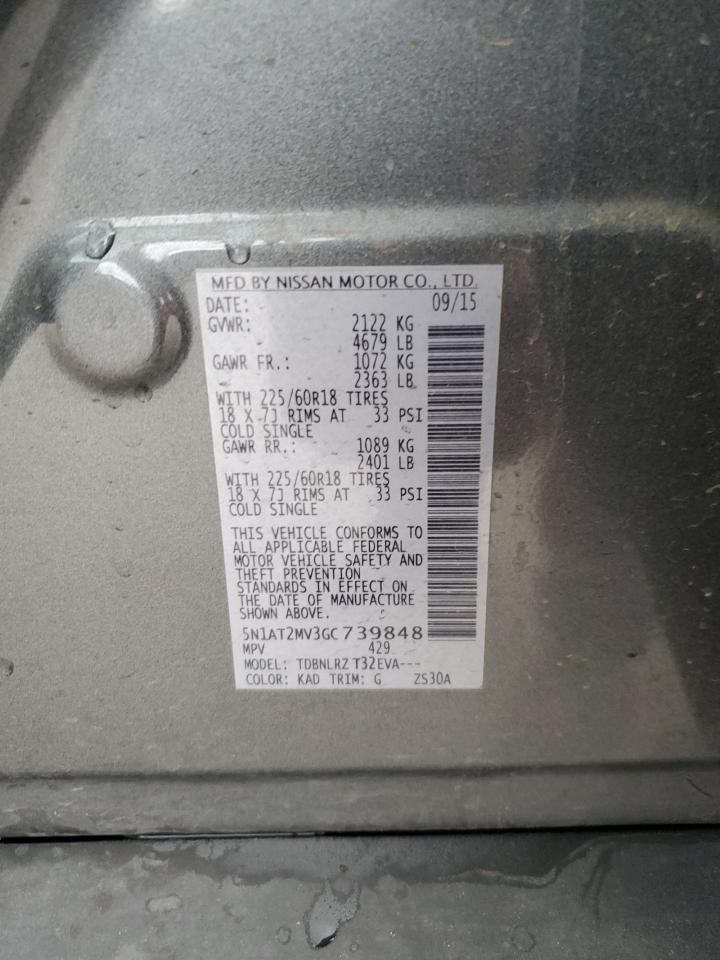 MFD BY NISSAN MOTOR CO., LTD.
DATE: 09/15
GVWR: 2122 KG
4679 LB
GAWR FR.: 1072 KG
2363 LB
WITH 225/60R18 TIRES
18 X 7J RIMS AT 33 PSI
COLD SINGLE
GAWR RR.: 1089 KG
2401 LB
WITH 225/60R18 TIRES
18 X 7J RIMS AT 33 PSI
COLD SINGLE
THIS VEHICLE CONFORMS TO
ALL APPLICABLE FEDERAL
MOTOR VEHICLE SAFETY AND
THEFT PREVENTION
STANDARDS IN EFFECT ON
THE DATE OF MANUFACTURE
SHOWN ABOVE.
5N1AT2MV3GC739848
MPV 429
MODEL: TDBNLRZ T32EVA---
COLOR: KAD TRIM: G ZS30A